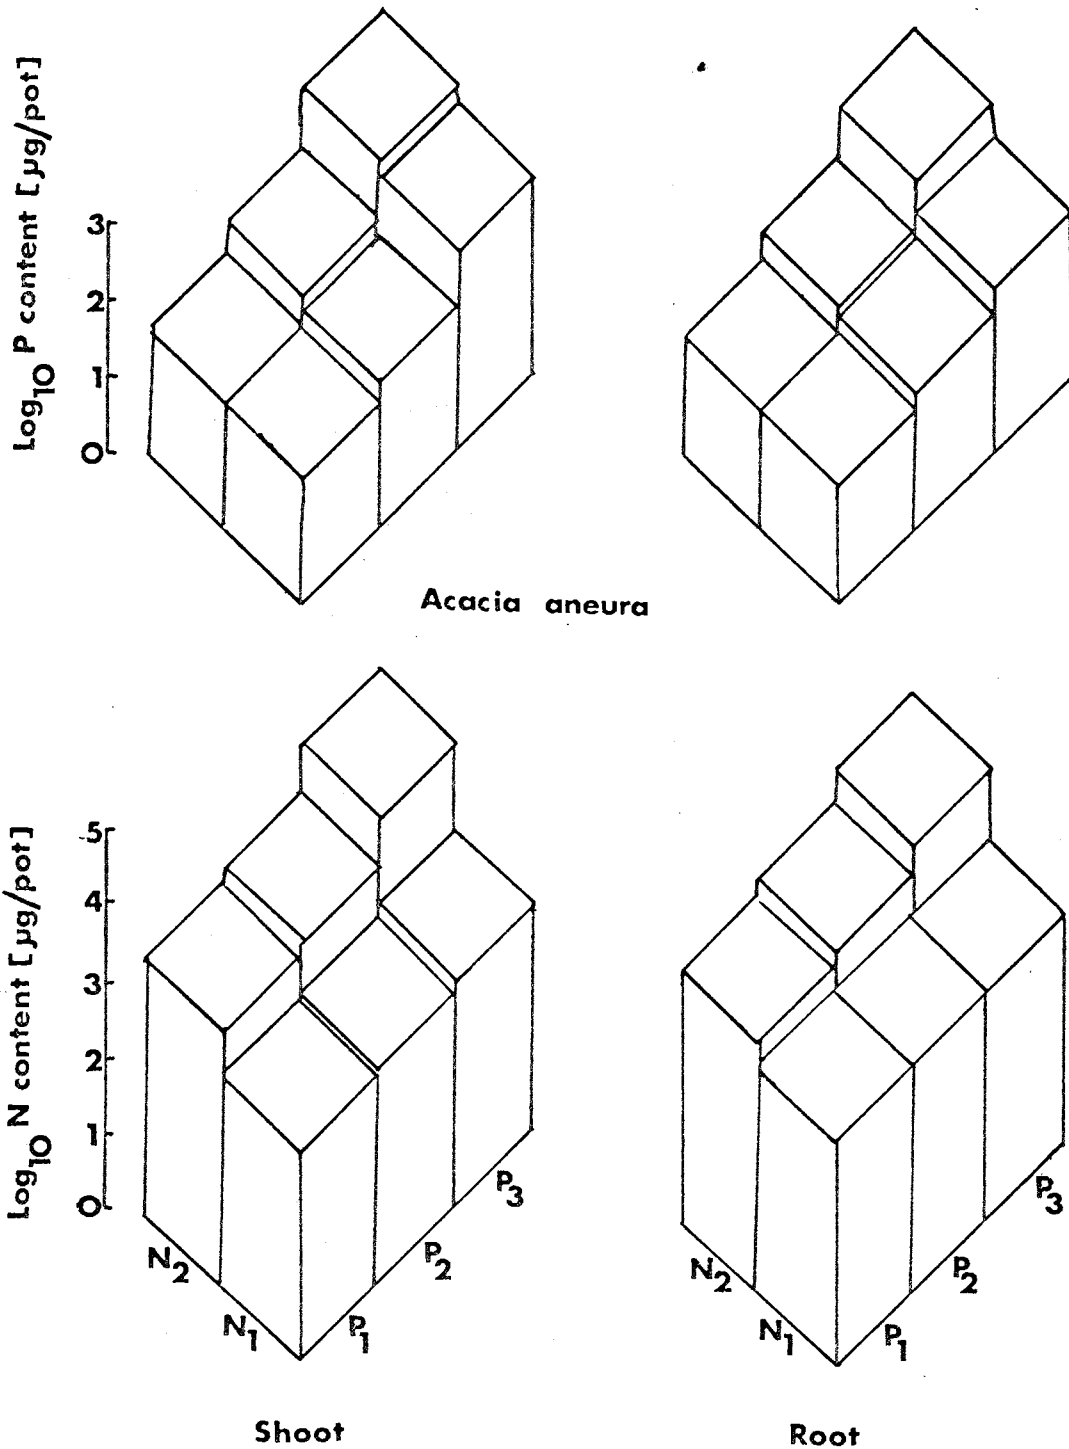 Log10 P content [µg/pot]
3
2
1
0
Acacia aneura
Log10 N content [µg/pot]
5
4
3
2
1
0
N2
N1
P1
P2
P3
N2
N1
P1
P2
P3
Shoot
Root